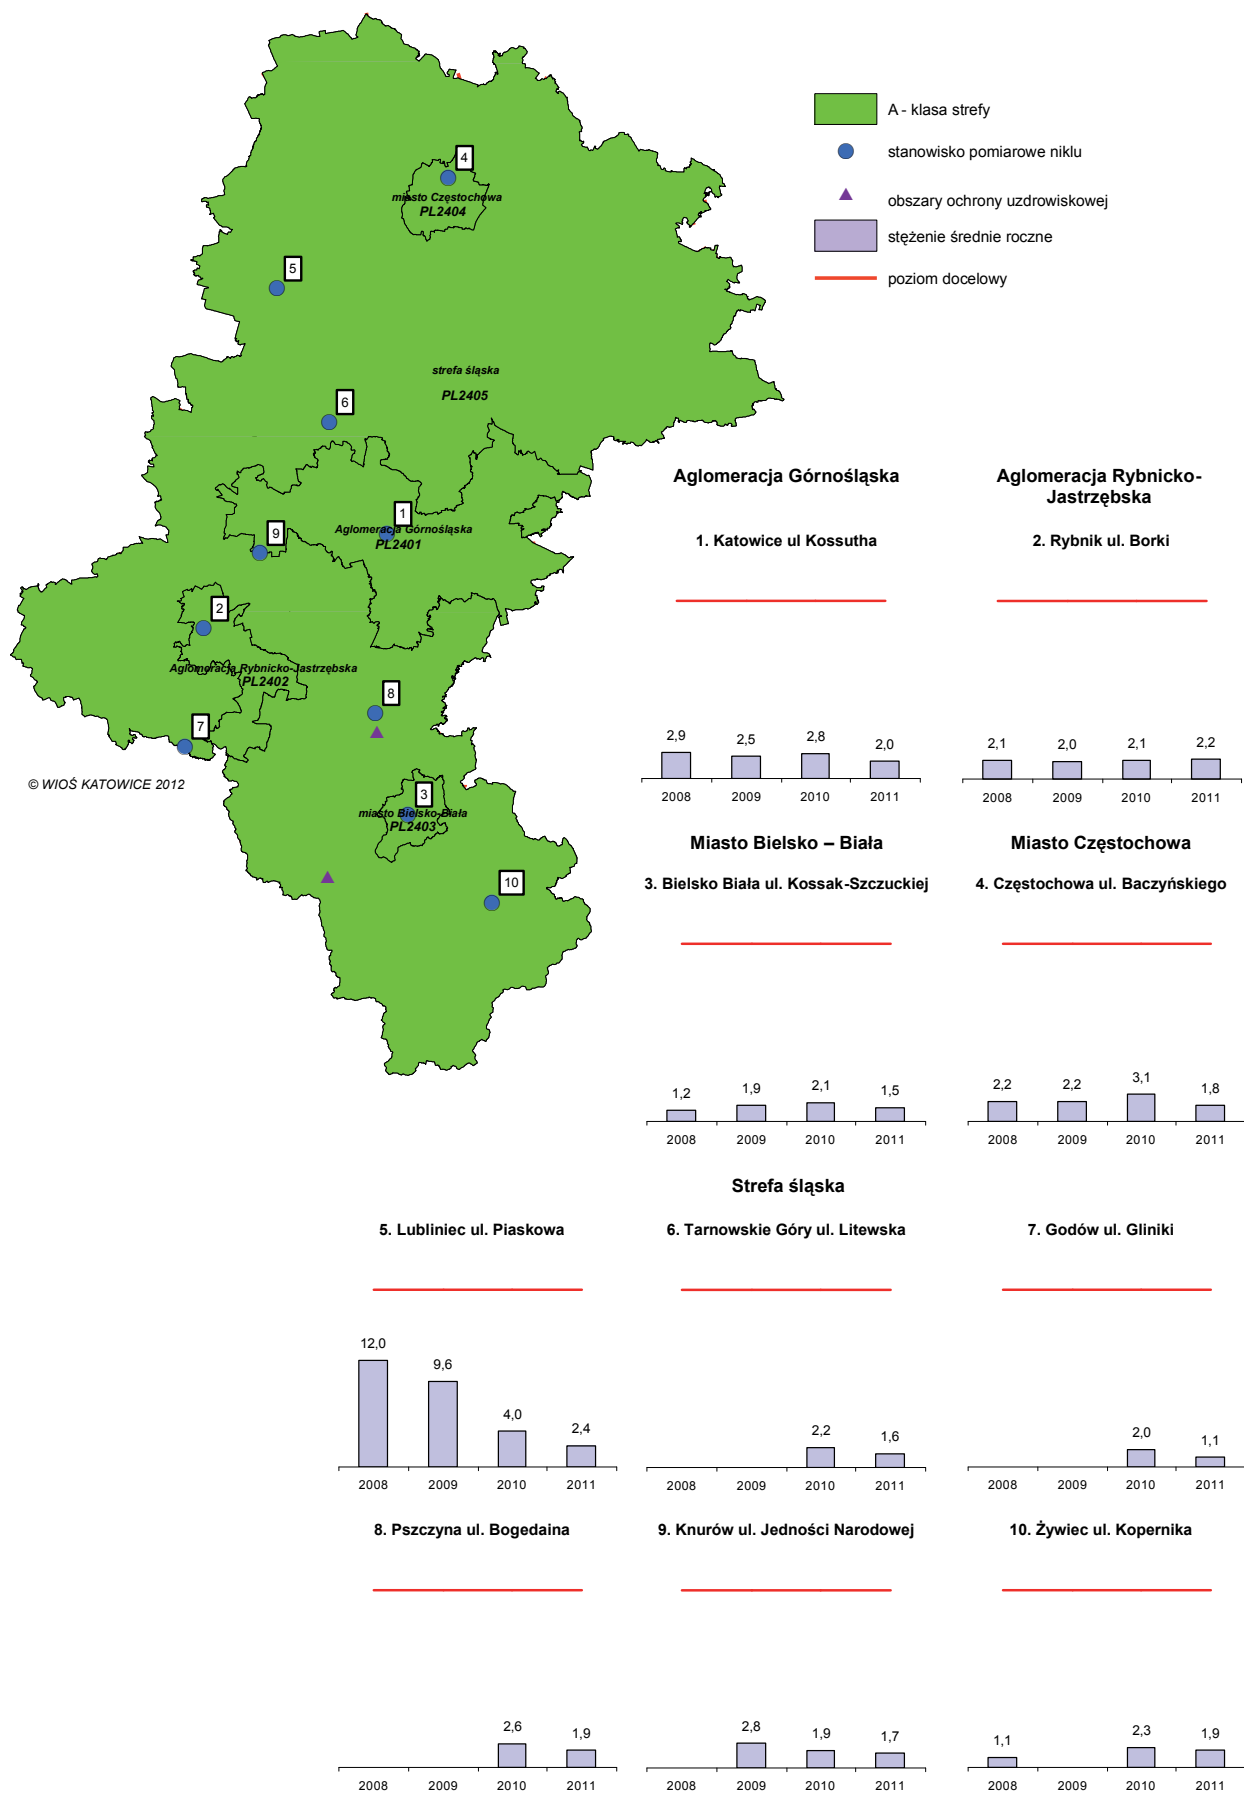 A - klasa strefy
stanowisko pomiarowe niklu
obszary ochrony uzdrowiskowej
stężenie średnie roczne
poziom docelowy
4
miasto Częstochowa
PL2404
5
strefa śląska
PL2405
6
1
Aglomeracja Górnośląska
PL2401
9
2
Aglomeracja Rybnicko-Jastrzębska
PL2402
8
7
© WIOŚ KATOWICE 2012
3
miasto Bielsko-Biała
PL2403
10
Aglomeracja Górnośląska
1. Katowice ul Kossutha
2,9 2,5 2,8 2,0
2008 2009 2010 2011
Aglomeracja Rybnicko-
Jastrzębska
2. Rybnik ul. Borki
2,1 2,0 2,1 2,2
2008 2009 2010 2011
Miasto Bielsko – Biała
3. Bielsko Biała ul. Kossak-Szczuckiej
1,2 1,9 2,1 1,5
2008 2009 2010 2011
Miasto Częstochowa
4. Częstochowa ul. Baczyńskiego
2,2 2,2 3,1 1,8
2008 2009 2010 2011
Strefa śląska
5. Lubliniec ul. Piaskowa
12,0 9,6 4,0 2,4
2008 2009 2010 2011
6. Tarnowskie Góry ul. Litewska
2,2 1,6
2008 2009 2010 2011
7. Godów ul. Gliniki
2,0 1,1
2008 2009 2010 2011
8. Pszczyna ul. Bogedaina
2,6 1,9
2008 2009 2010 2011
9. Knurów ul. Jedności Narodowej
2,8 1,9 1,7
2008 2009 2010 2011
10. Żywiec ul. Kopernika
1,1 2,3 1,9
2008 2009 2010 2011